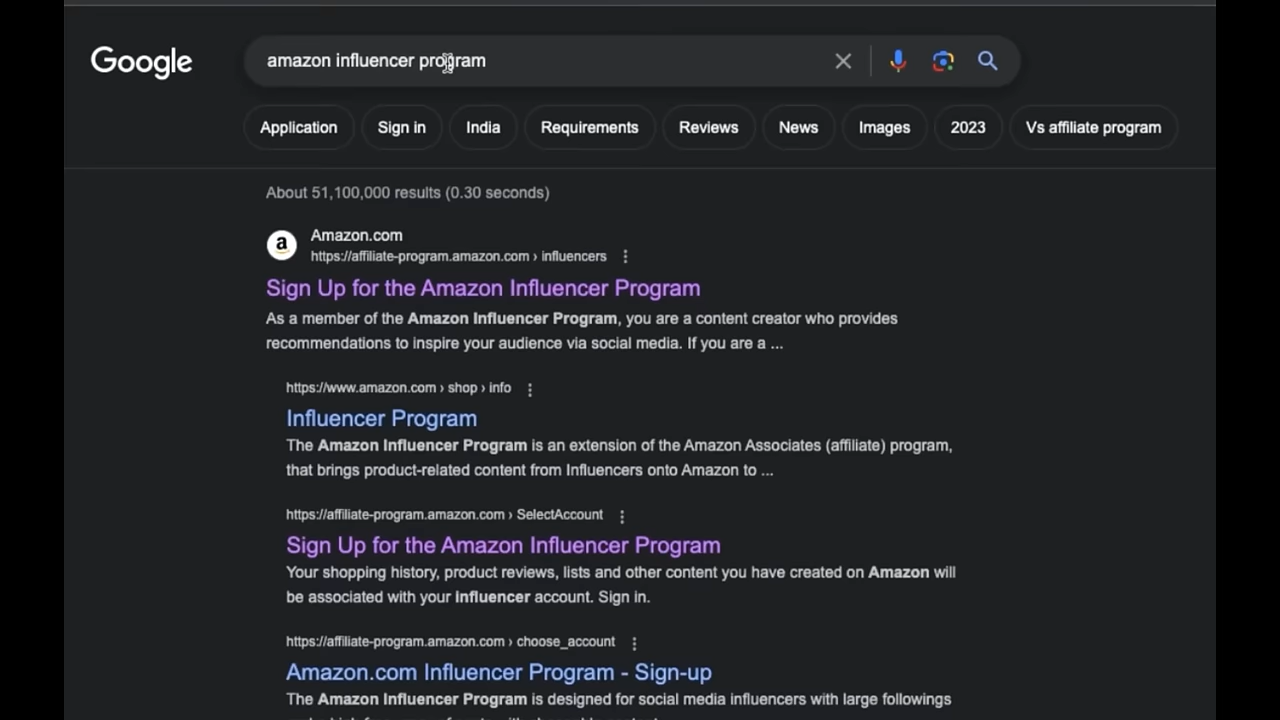 Google
amazon influencer program
Application Sign in India Requirements Reviews News Images 2023 Vs affiliate program
About 51,100,000 results (0.30 seconds)
a
Amazon.com
https://affiliate-program.amazon.com › influencers
Sign Up for the Amazon Influencer Program
As a member of the Amazon Influencer Program, you are a content creator who provides
recommendations to inspire your audience via social media. If you are a ...
https://www.amazon.com › shop › info
Influencer Program
The Amazon Influencer Program is an extension of the Amazon Associates (affiliate) program,
that brings product-related content from Influencers onto Amazon to ...
https://affiliate-program.amazon.com › SelectAccount
Sign Up for the Amazon Influencer Program
Your shopping history, product reviews, lists and other content you have created on Amazon will
be associated with your influencer account. Sign in.
https://affiliate-program.amazon.com › choose_account
Amazon.com Influencer Program - Sign-up
The Amazon Influencer Program is designed for social media influencers with large followings